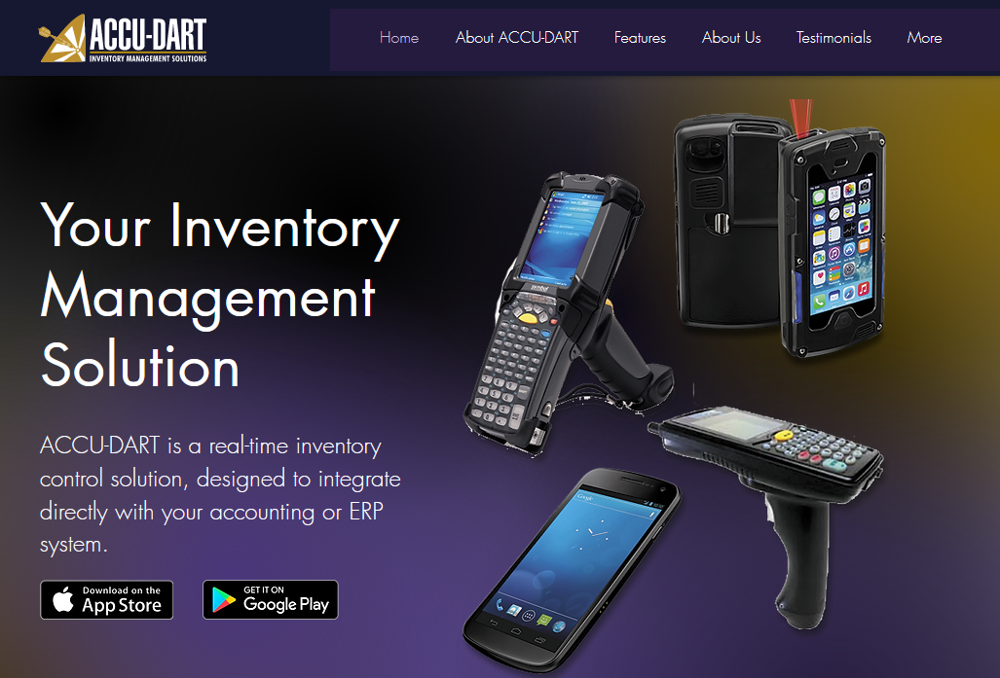 ACCU-DART
INVENTORY MANAGEMENT SOLUTIONS
Home About ACCU-DART Features About Us Testimonials More
Your Inventory
Management
Solution
ACCU-DART is a real-time inventory
control solution, designed to integrate
directly with your accounting or ERP
system.
Download on the
App Store
GET IT ON
Google Play
symbol
Google